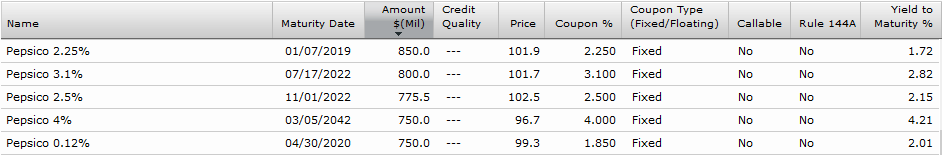 Name Maturity Date Amount $(Mil) Credit Quality Price Coupon % Coupon Type (Fixed/Floating) Callable Rule 144A Yield to Maturity %
Pepsico 2.25% 01/07/2019 850.0 --- 101.9 2.250 Fixed No No 1.72
Pepsico 3.1% 07/17/2022 800.0 --- 101.7 3.100 Fixed No No 2.82
Pepsico 2.5% 11/01/2022 775.5 --- 102.5 2.500 Fixed No No 2.15
Pepsico 4% 03/05/2042 750.0 --- 96.7 4.000 Fixed No No 4.21
Pepsico 0.12% 04/30/2020 750.0 --- 99.3 1.850 Fixed No No 2.01